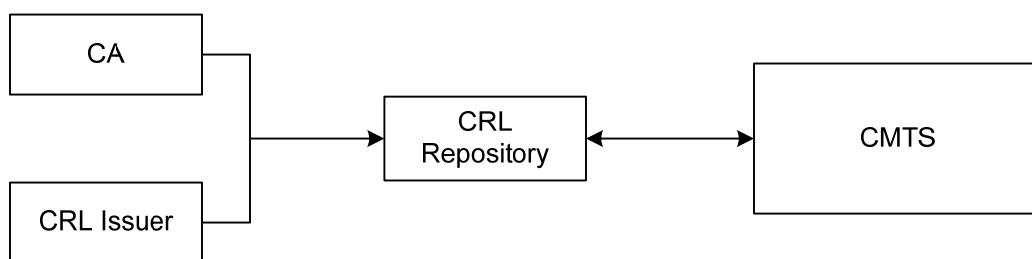 CA
CRL
Repository
CMTS
CRL Issuer